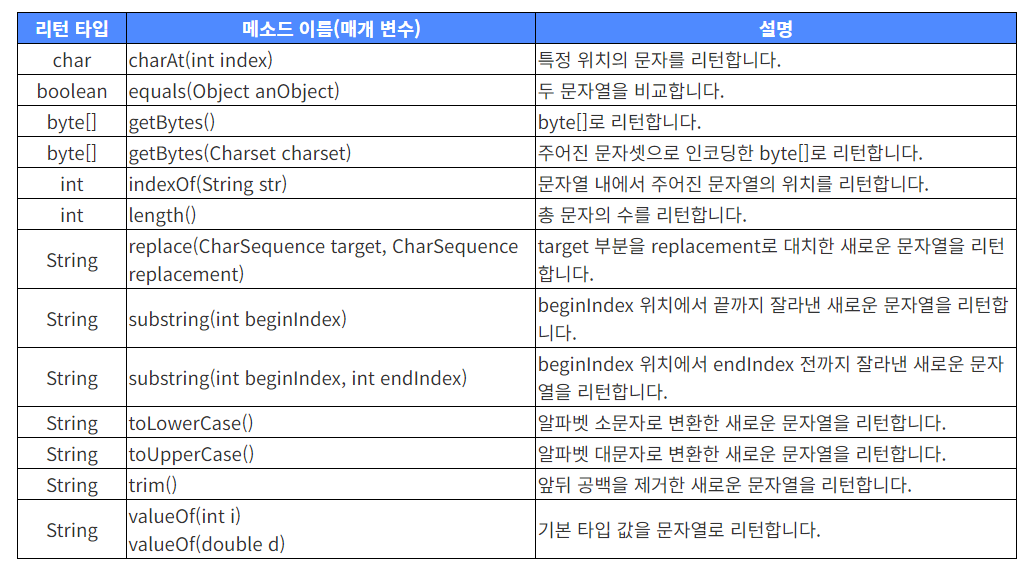 리턴 타입 메소드 이름(매개 변수) 설명
char charAt(int index) 특정 위치의 문자를 리턴합니다.
boolean equals(Object anObject) 두 문자열을 비교합니다.
byte[] getBytes() byte[]로 리턴합니다.
byte[] getBytes(Charset charset) 주어진 문자셋으로 인코딩한 byte[]로 리턴합니다.
int indexOf(String str) 문자열 내에서 주어진 문자열의 위치를 리턴합니다.
int length() 총 문자의 수를 리턴합니다.
String
replace(CharSequence target, CharSequence
replacement)
target 부분을 replacement로 대치한 새로운 문자열을 리턴
합니다.
String substring(int beginIndex)
beginIndex 위치에서 끝까지 잘라낸 새로운 문자열을 리턴합
니다.
String substring(int beginIndex, int endIndex)
beginIndex 위치에서 endIndex 전까지 잘라낸 새로운 문자
열을 리턴합니다.
String toLowerCase() 알파벳 소문자로 변환한 새로운 문자열을 리턴합니다.
String toUpperCase() 알파벳 대문자로 변환한 새로운 문자열을 리턴합니다.
String trim() 앞뒤 공백을 제거한 새로운 문자열을 리턴합니다.
String
valueOf(int i)
valueOf(double d)
기본 타입 값을 문자열로 리턴합니다.